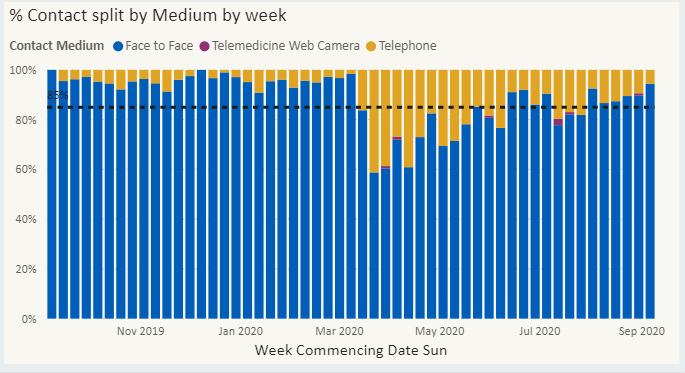 % Contact split by Medium by week
Contact Medium Face to Face Telemedicine Web Camera Telephone
100%
85%
80%
60%
40%
20%
0%
Nov 2019 Jan 2020 Mar 2020 May 2020 Jul 2020 Sep 2020
Week Commencing Date Sun